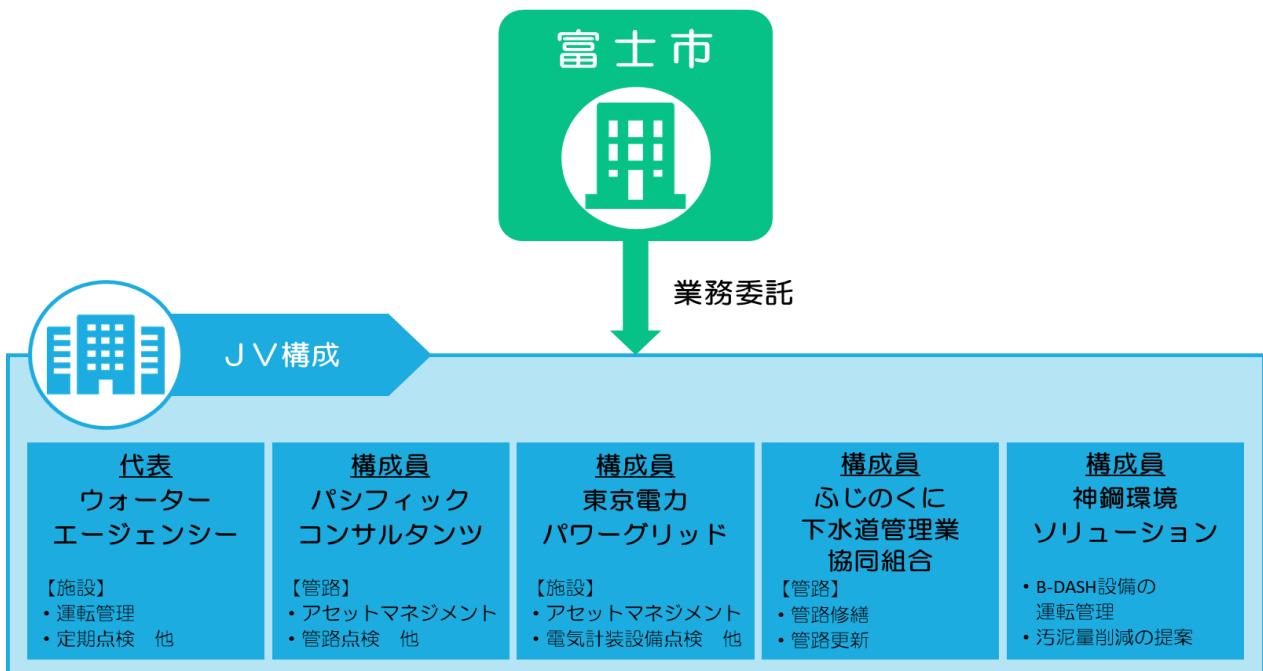 富士市
業務委託
JV構成
代表
ウォーター
エージェンシー
【施設】
・運転管理
・定期点検　他
構成員
パシフィック
コンサルタンツ
【管路】
・アセットマネジメント
・管路点検　他
構成員
東京電力
パワーグリッド
【施設】
・アセットマネジメント
・電気計装設備点検　他
構成員
ふじのくに
下水道管理業
協同組合
【管路】
・管路修繕
・管路更新
構成員
神鋼環境
ソリューション
・B-DASH設備の
運転管理
・汚泥量削減の提案